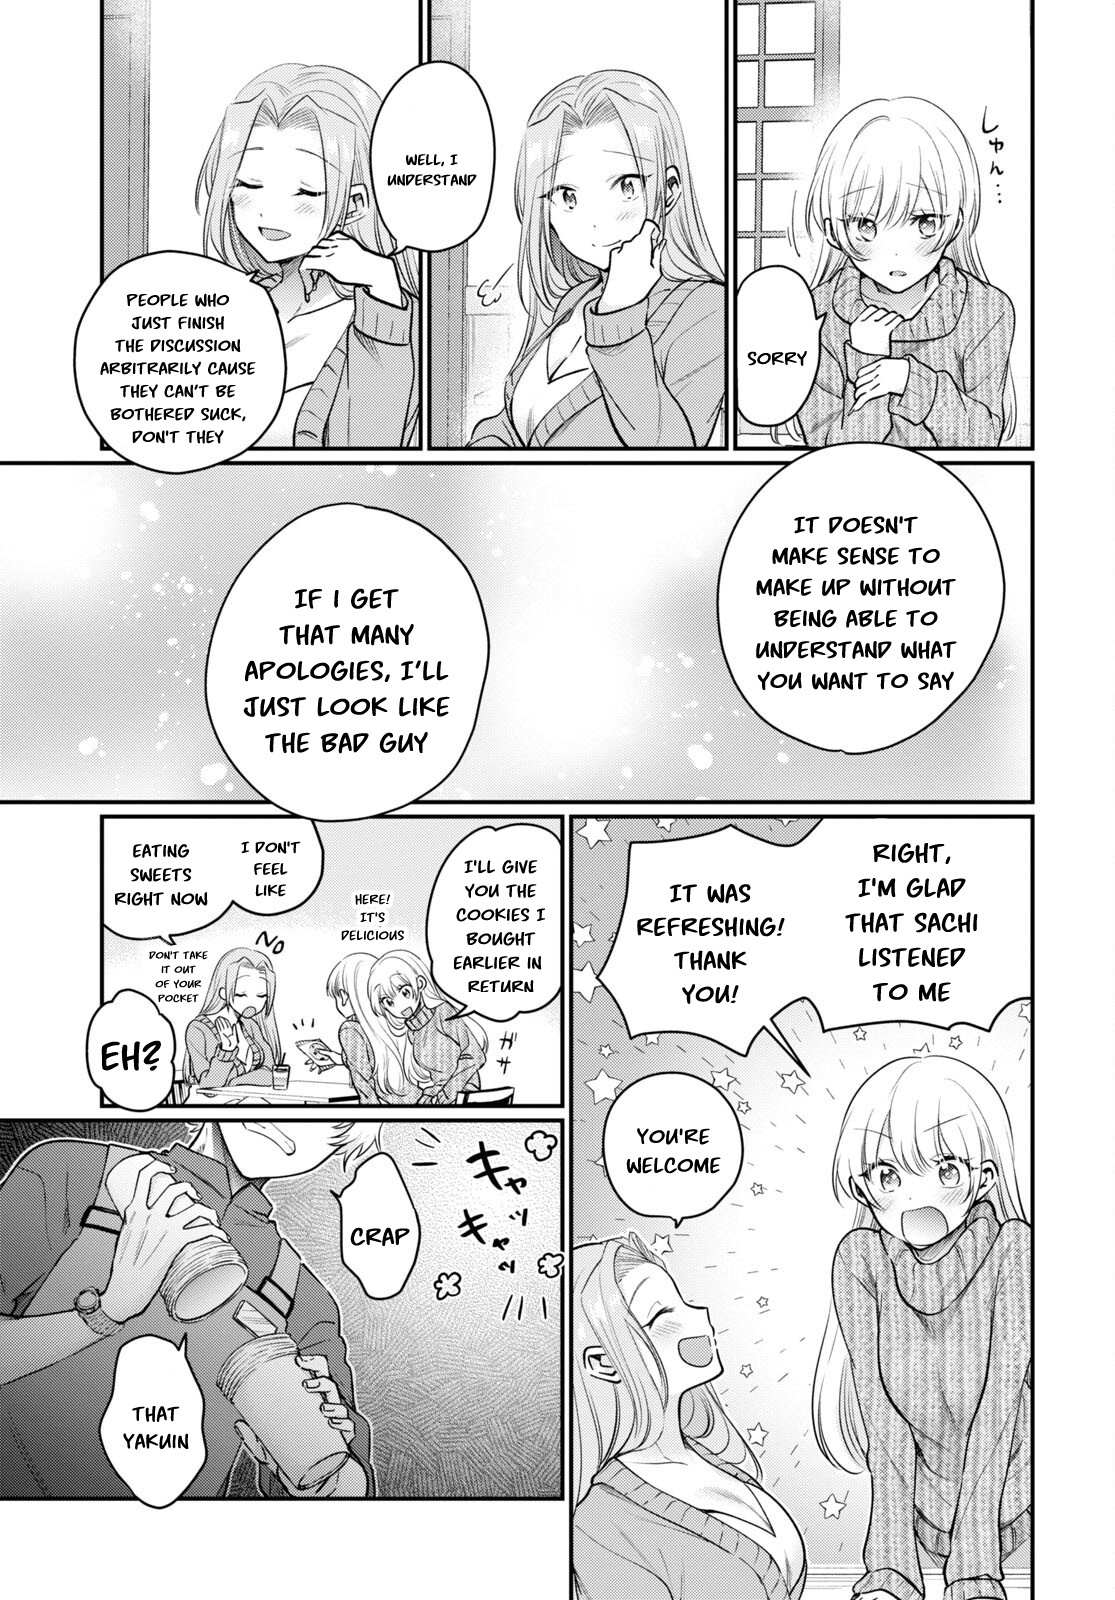 しゅん…
SORRY
WELL, I
UNDERSTAND
PEOPLE WHO
JUST FINISH
THE DISCUSSION
ARBITRARILY CAUSE
THEY CAN'T BE
BOTHERED SUCK,
DON'T THEY
IT DOESN'T
MAKE SENSE TO
MAKE UP WITHOUT
BEING ABLE TO
UNDERSTAND WHAT
YOU WANT TO SAY
IF I GET
THAT MANY
APOLOGIES, I'LL
JUST LOOK LIKE
THE BAD GUY
RIGHT,
I'M GLAD
THAT SACHI
LISTENED
TO ME
IT WAS
REFRESHING!
THANK
YOU!
YOU'RE
WELCOME
I'LL GIVE
YOU THE
COOKIES I
BOUGHT
EARLIER IN
RETURN
ガサ
HERE!
IT'S
DELICIOUS
I DON'T
FEEL
LIKE
EATING
SWEETS
RIGHT NOW
NO
DON'T TAKE
IT OUT
OF YOUR
POCKET
EH?
キャッ
キャッ
CRAP
THAT
YAKUIN